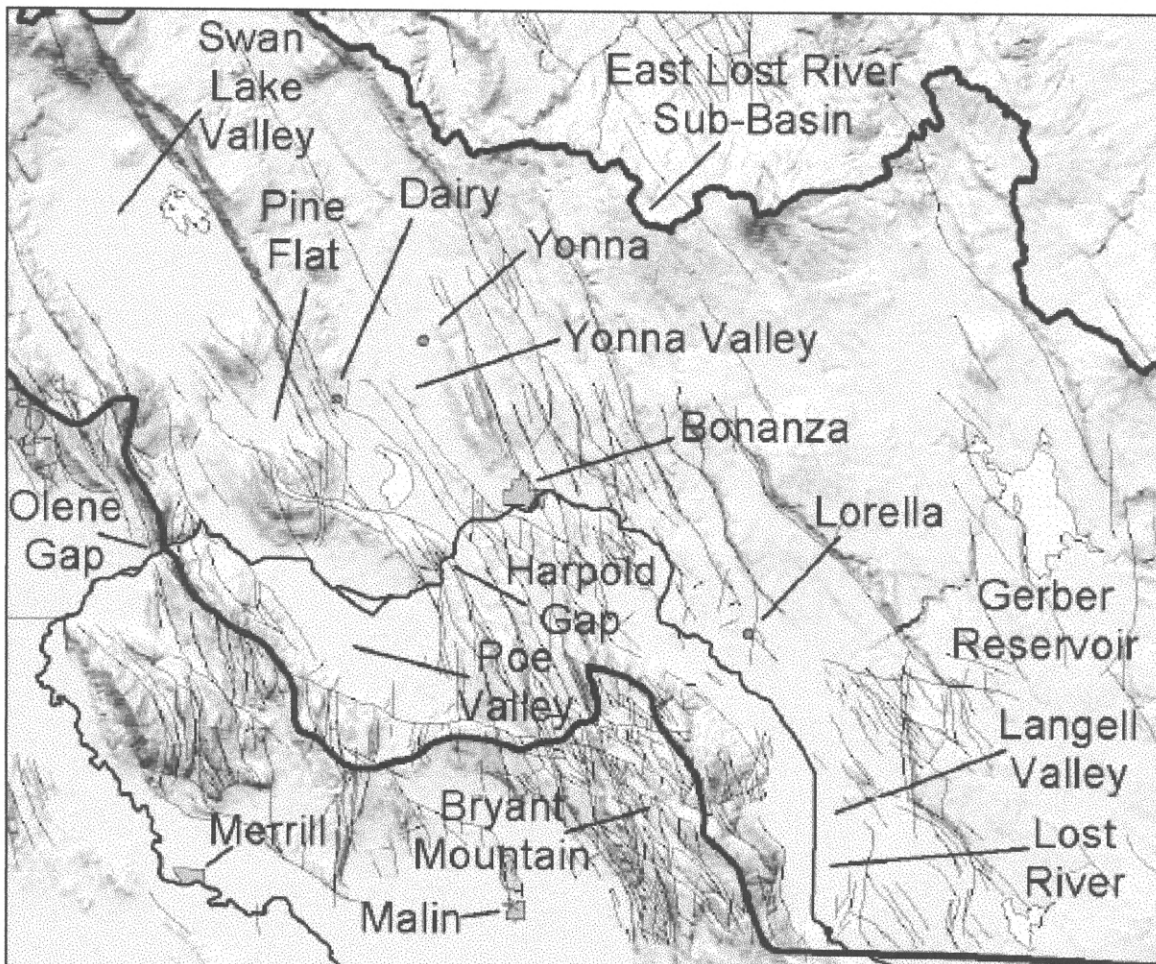 Swan
Lake
Valley
East Lost River
Sub-Basin
Pine
Flat
Dairy
Yonna
Yonna Valley
Bonanza
Olene
Gap
Lorella
Harpold
Gap
Gerber
Reservoir
Poe
Valley
Langell
Valley
Bryant
Mountain
Merrill
Lost
River
Malin